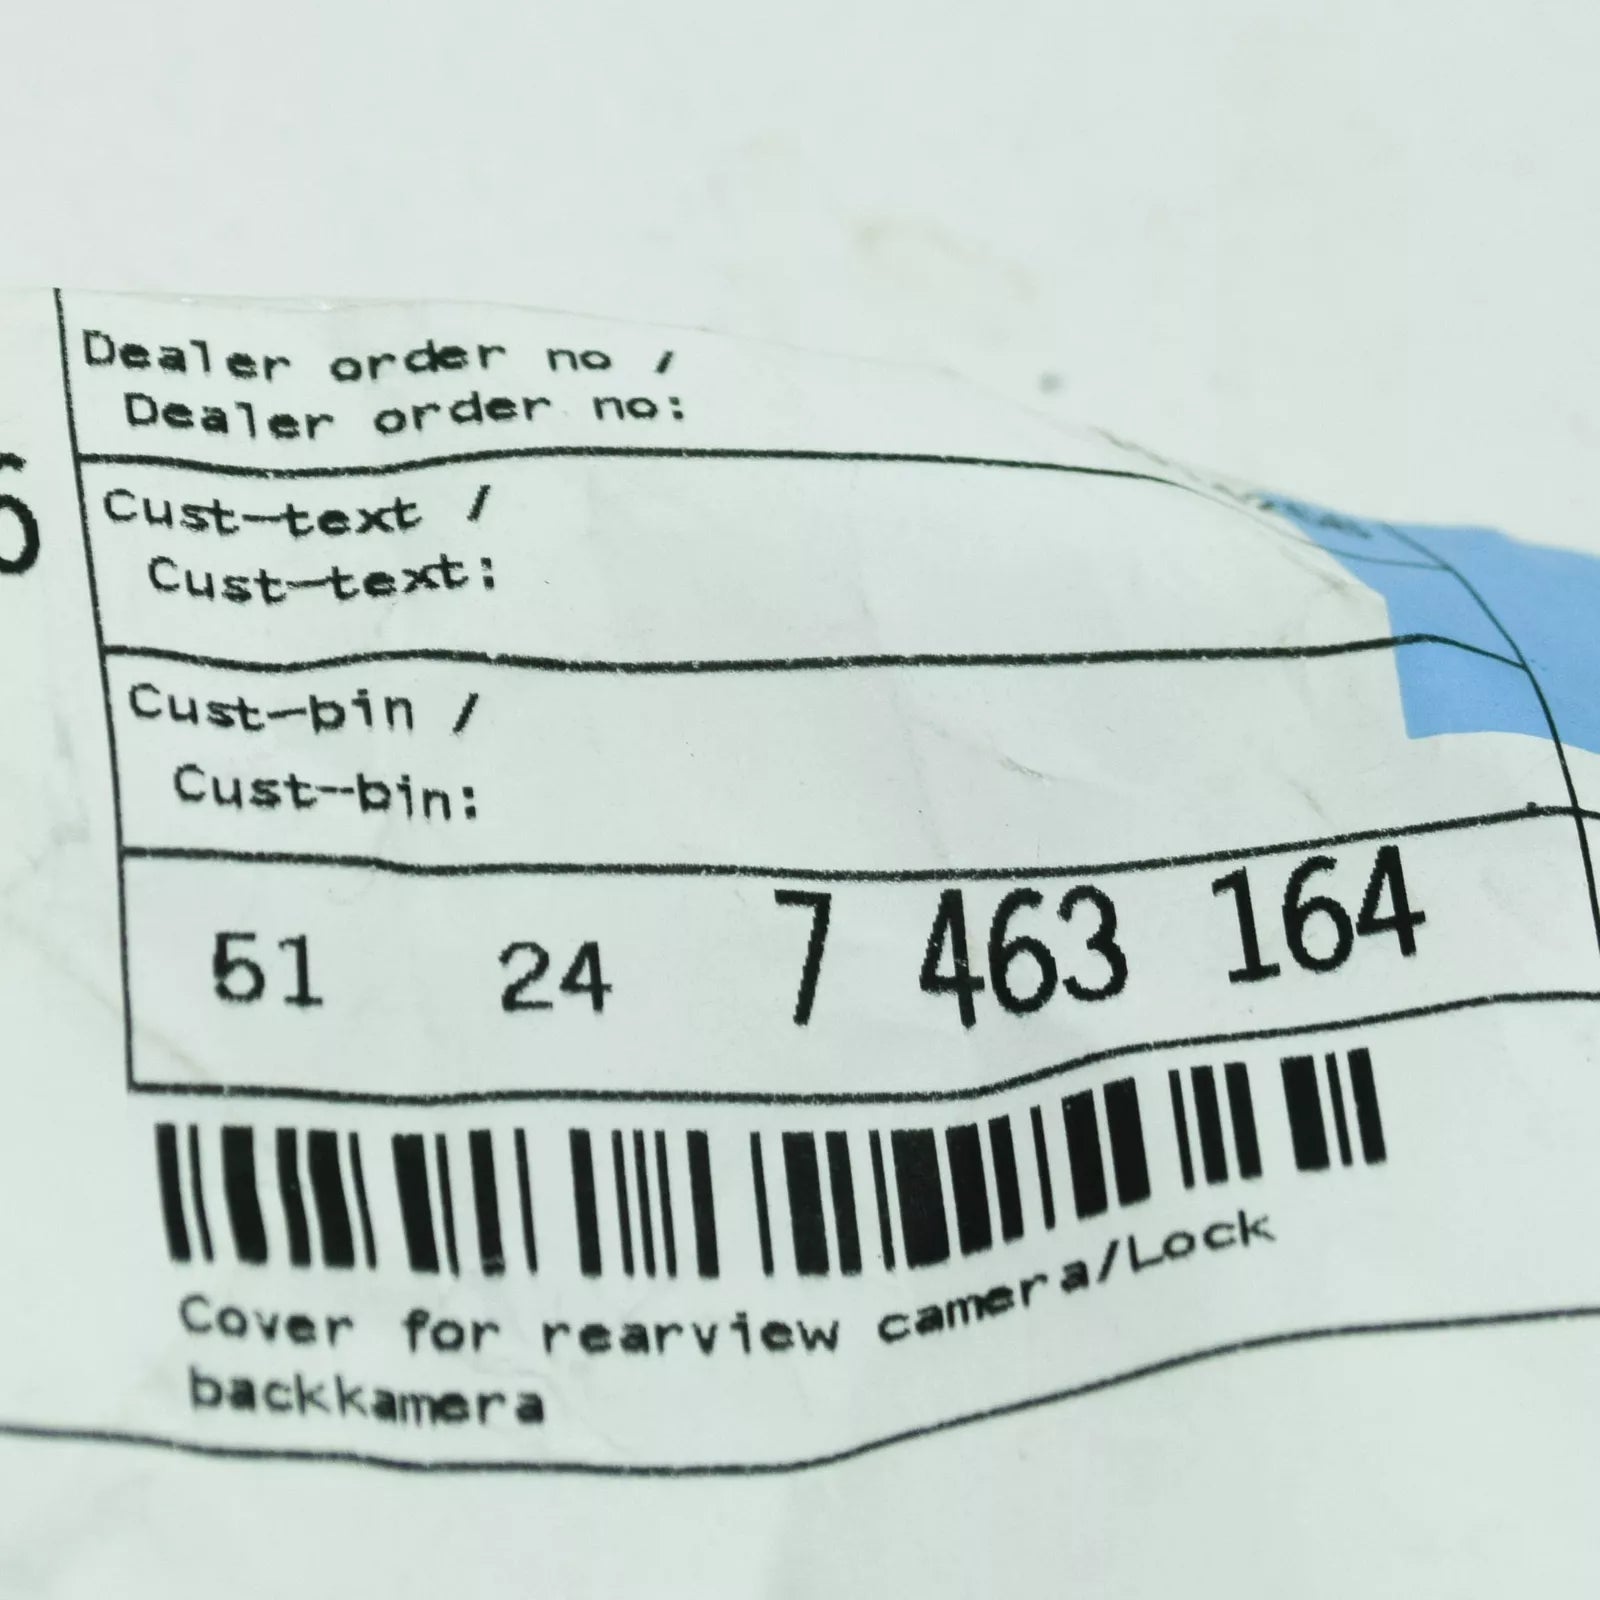 Dealer order no /
Dealer order no:
6
Cust-text /
Cust-text:
Cust-bin /
Cust-bin:
51 24 7 463 164
Cover for rearview camera/Lock
backkamera